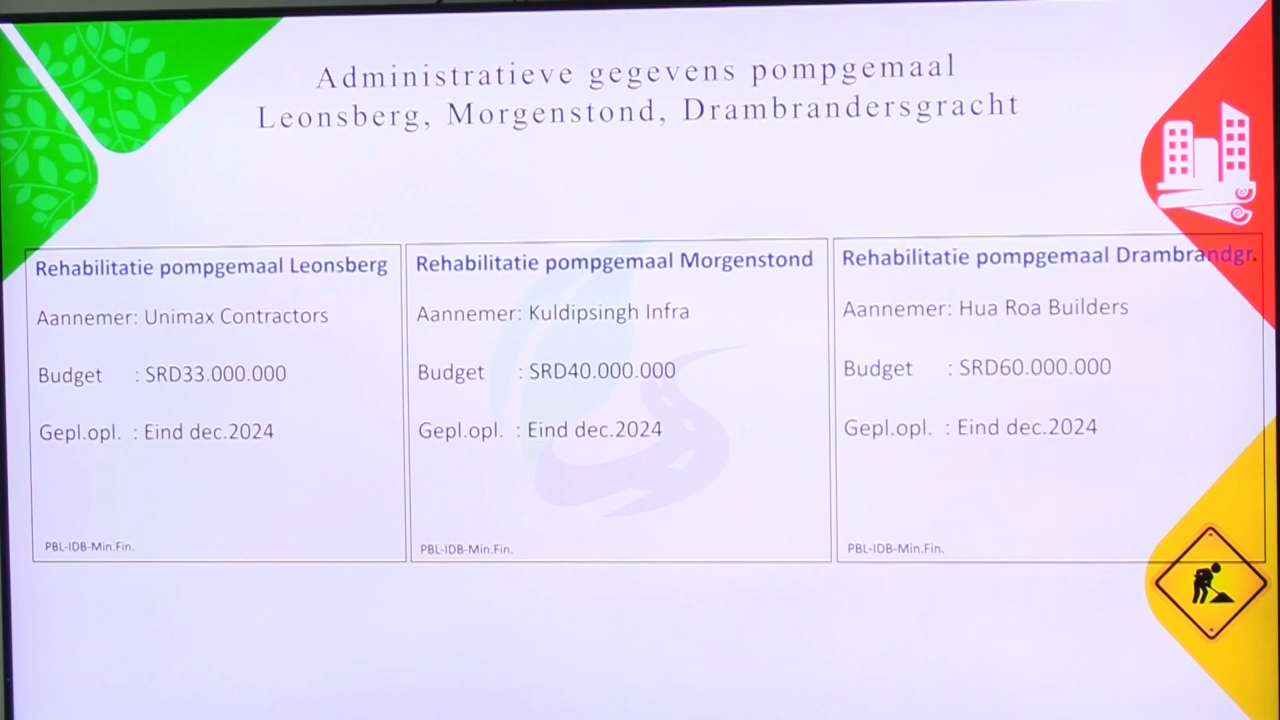 Administratieve gegevens pompgemaal
Leonsberg, Morgenstond, Drambrandersgracht
Rehabilitatie pompgemaal Leonsberg
Aannemer: Unimax Contractors
Budget : SRD33.000.000
Gepl.opl. : Eind dec.2024
PBL-IDB-Min.Fin.
Rehabilitatie pompgemaal Morgenstond
Aannemer: Kuldipsingh Infra
Budget : SRD40.000.000
Gepl.opl. : Eind dec.2024
PBL-IDB-Min.Fin.
Rehabilitatie pompgemaal Drambrandgr.
Aannemer: Hua Roa Builders
Budget : SRD60.000.000
Gepl.opl. : Eind dec.2024
PBL-IDB-Min.Fin.